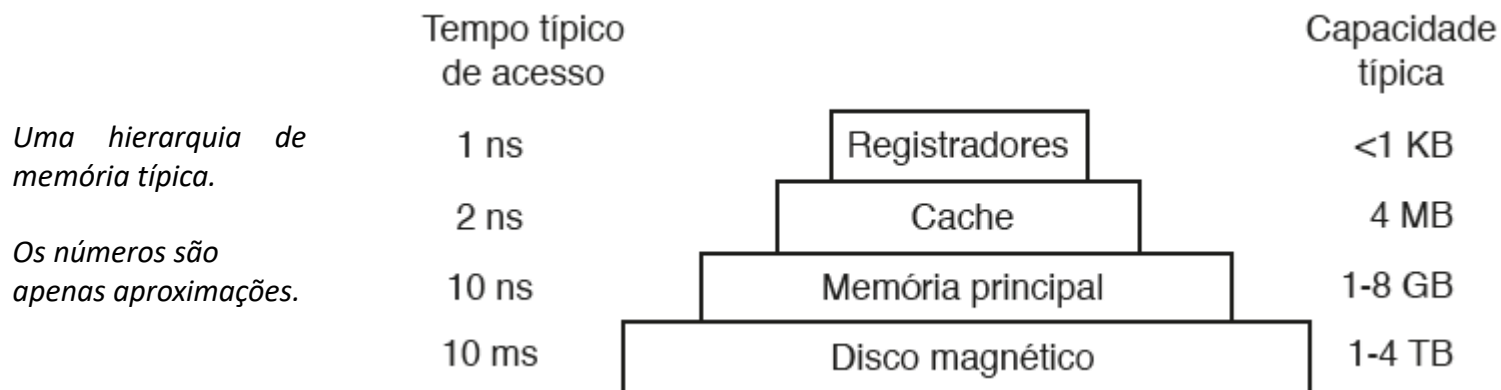 Tempo típico
de acesso
Capacidade
típica
Uma hierarquia de
memória típica.
Os números são
apenas aproximações.
1 ns
Registradores
<1 KB
2 ns
Cache
4 MB
10 ns
Memória principal
1-8 GB
10 ms
Disco magnético
1-4 TB